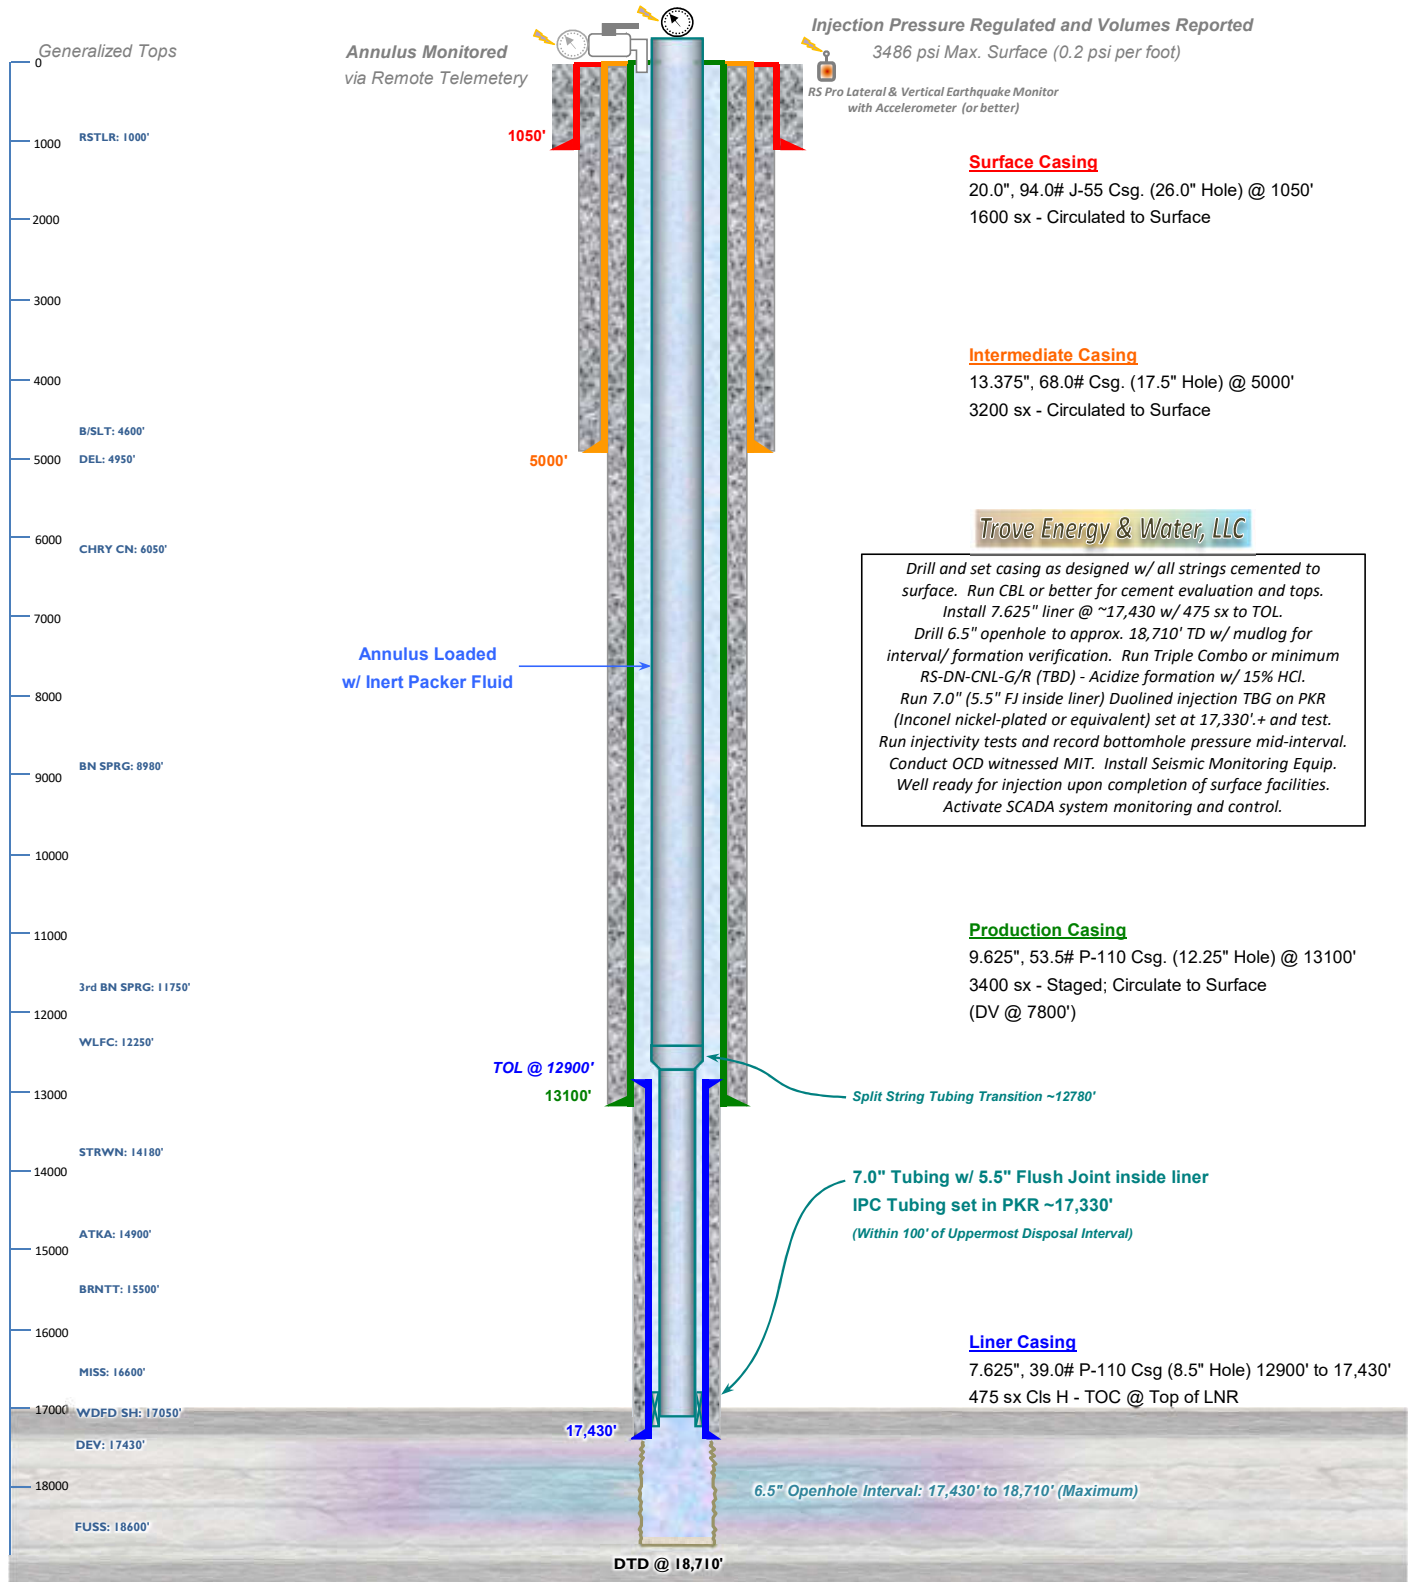 Generalized Tops
Annulus Monitored
via Remote Telemetery
Injection Pressure Regulated and Volumes Reported
3486 psi Max. Surface (0.2 psi per foot)
RS Pro Lateral & Vertical Earthquake Monitor
with Accelerometer (or better)
0
RSTLR: 1000'
1000
1050'
Surface Casing
20.0", 94.0# J-55 Csg. (26.0" Hole) @ 1050'
1600 sx - Circulated to Surface
2000
3000
Intermediate Casing
13.375", 68.0# Csg. (17.5" Hole) @ 5000'
3200 sx - Circulated to Surface
4000
B/SLT: 4600'
5000
DEL: 4950'
5000'
Trove Energy & Water, LLC
Drill and set casing as designed w/ all strings cemented to
surface. Run CBL or better for cement evaluation and tops.
Install 7.625" liner @ ~17,430 w/ 475 sx to TOL.
Drill 6.5" openhole to approx. 18,710' TD w/ mudlog for
interval/ formation verification. Run Triple Combo or minimum
RS-DN-CNL-G/R (TBD) - Acidize formation w/ 15% HCl.
Run 7.0" (5.5" FJ inside liner) Duolined injection TBG on PKR
(Inconel nickel-plated or equivalent) set at 17,330'.+ and test.
Run injectivity tests and record bottomhole pressure mid-interval.
Conduct OCD witnessed MIT. Install Seismic Monitoring Equip.
Well ready for injection upon completion of surface facilities.
Activate SCADA system monitoring and control.
6000
CHRY CN: 6050'
7000
Annulus Loaded
w/ Inert Packer Fluid
8000
BN SPRG: 8980'
9000
10000
11000
Production Casing
9.625", 53.5# P-110 Csg. (12.25" Hole) @ 13100'
3400 sx - Staged; Circulate to Surface
(DV @ 7800')
3rd BN SPRG: 11750'
12000
WLFC: 12250'
TOL @ 12900'
13000
13100'
Split String Tubing Transition ~12780'
STRWN: 14180'
14000
7.0" Tubing w/ 5.5" Flush Joint inside liner
IPC Tubing set in PKR ~17,330'
(Within 100' of Uppermost Disposal Interval)
ATKA: 14900'
15000
BRNTT: 15500'
16000
Liner Casing
7.625", 39.0# P-110 Csg (8.5" Hole) 12900' to 17,430'
475 sx Cls H - TOC @ Top of LNR
MISS: 16600'
17000
WDFD SH: 17050'
17,430'
DEV: 17430'
18000
6.5" Openhole Interval: 17,430' to 18,710' (Maximum)
FUSS: 18600'
DTD @ 18,710'